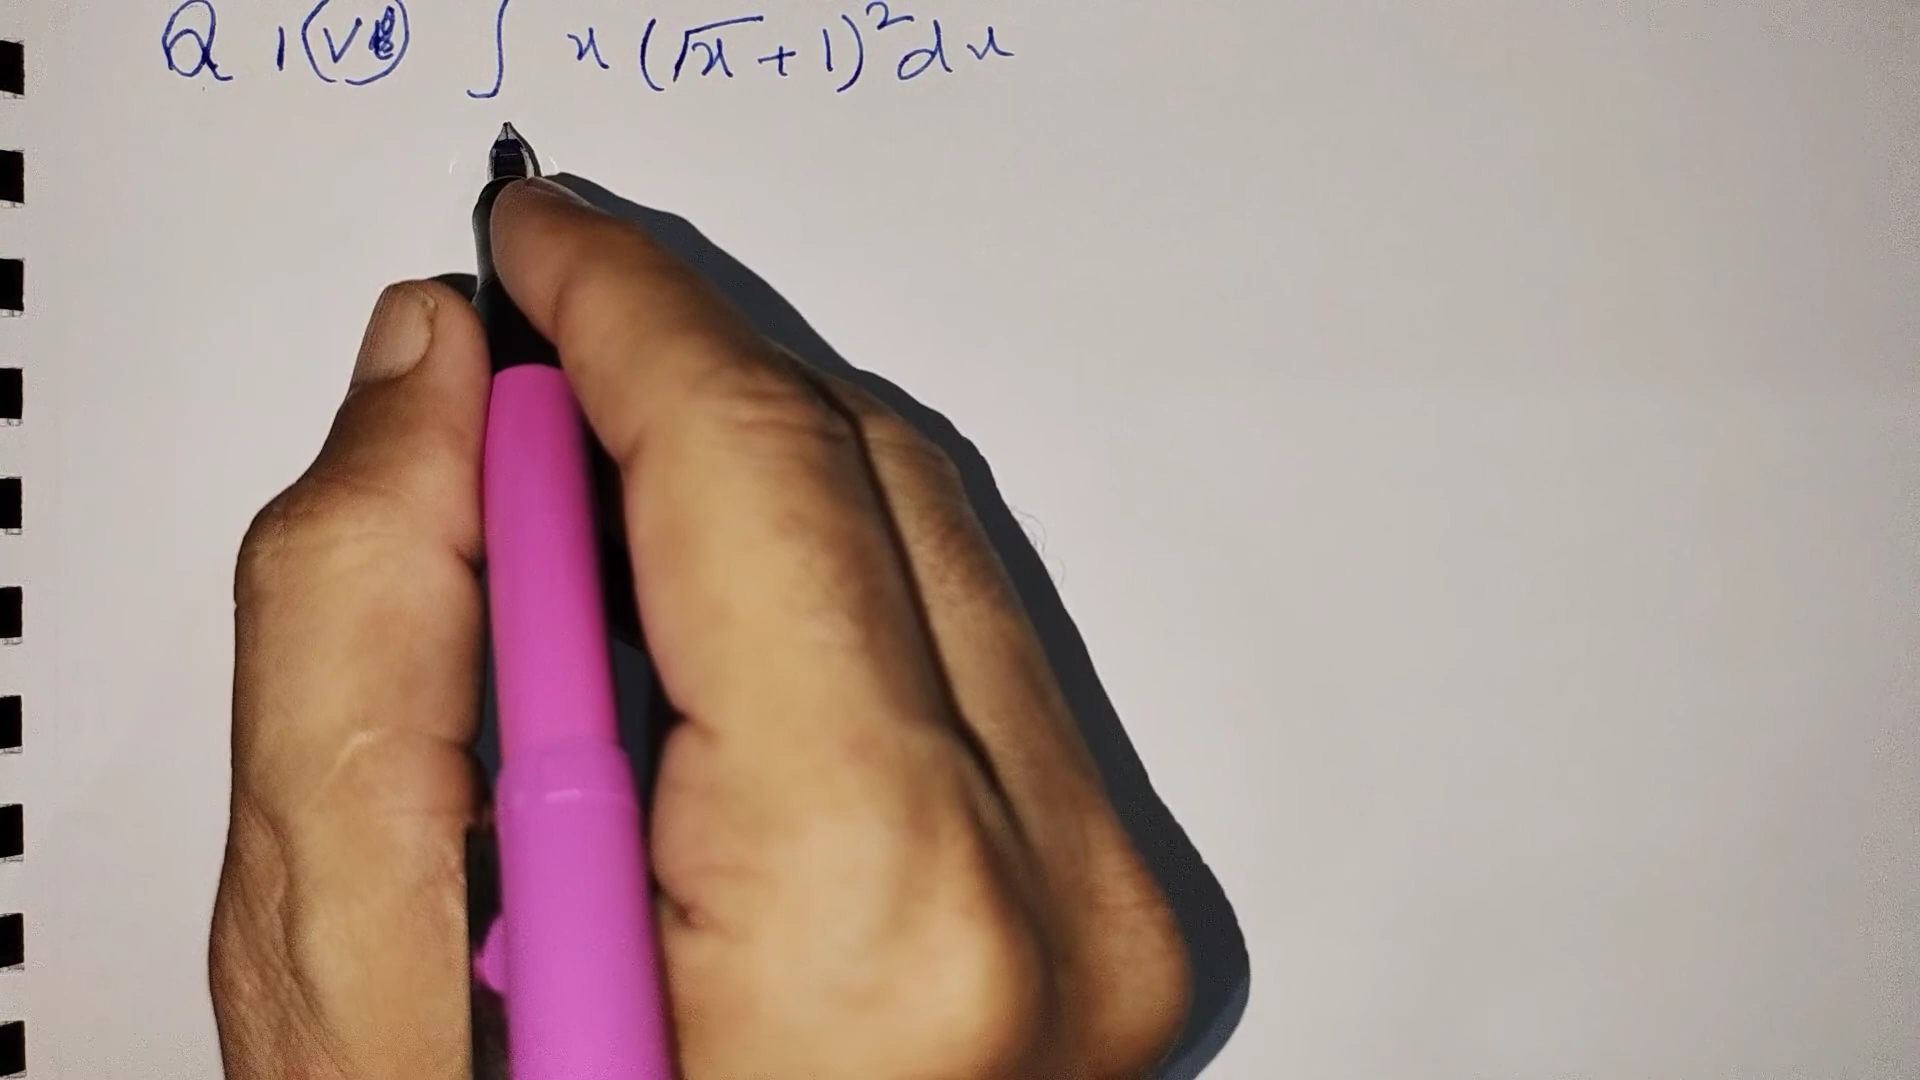 Q 1(v) ∫ x (√x + 1)² dx